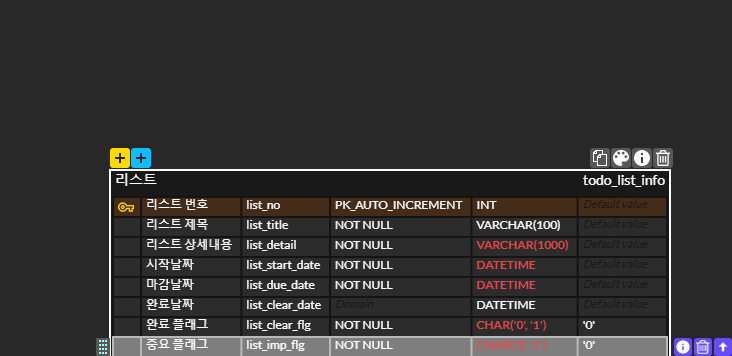 리스트 todo_list_info
리스트 번호 list_no PK_AUTO_INCREMENT INT Default value
리스트 제목 list_title NOT NULL VARCHAR(100) Default value
리스트 상세내용 list_detail NOT NULL VARCHAR(1000) Default value
시작날짜 list_start_date NOT NULL DATETIME Default value
마감날짜 list_due_date NOT NULL DATETIME Default value
완료날짜 list_clear_date Domain DATETIME Default value
완료 플래그 list_clear_flg NOT NULL CHAR('0', '1') '0'
중요 플래그 list_imp_flg NOT NULL CHAR('0', '1') '0'